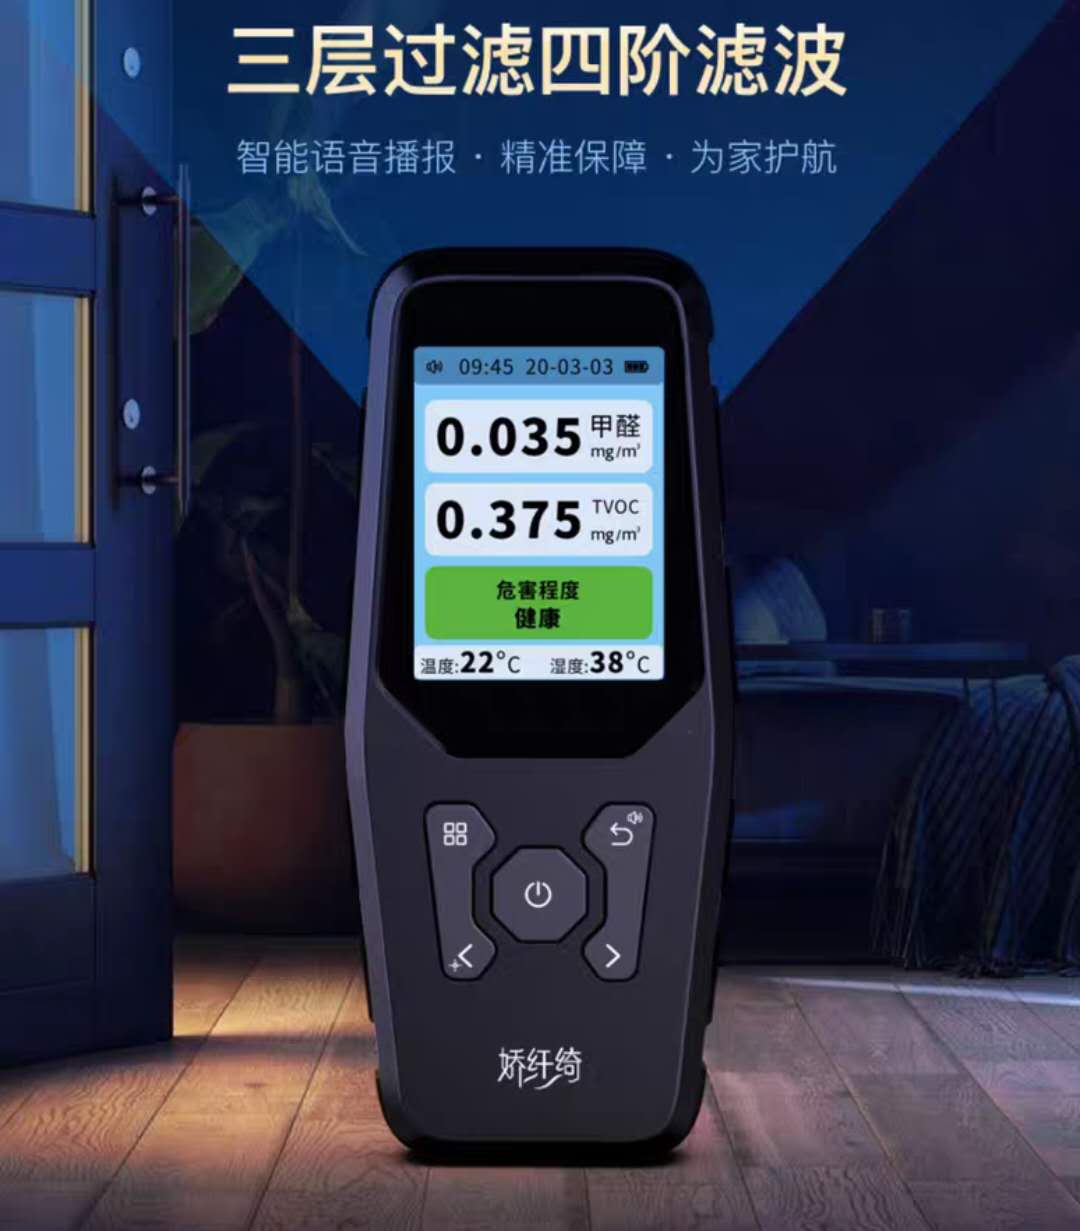 三层过滤四阶滤波
智能语音播报·精准保障·为家护航
09:45 20-03-03
0.035 甲醛 mg/m³
0.375 TVOC mg/m³
危害程度
健康
温度:22°C 湿度:38°C
娇纤绮